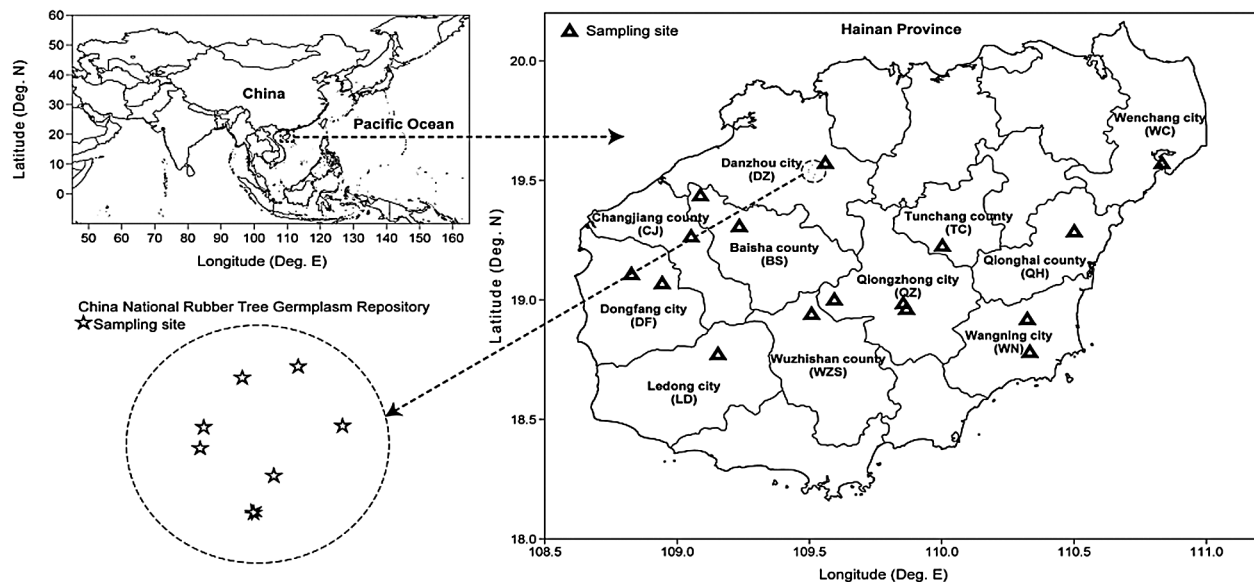 60
50
40
30
20
10
0
Latitude (Deg. N)
China
Pacific Ocean
50 60 70 80 90 100 110 120 130 140 150 160
Longitude (Deg. E)
China National Rubber Tree Germplasm Repository
Sampling site
Sampling site
Hainan Province
20.0
19.5
19.0
18.5
18.0
Latitude (Deg. N)
Wenchang city
(WC)
Danzhou city
(DZ)
Changjiang county
(CJ)
Tunchang county
(TC)
Baisha county
(BS)
Qionghai county
(QH)
Qiongzhong city
(QZ)
Dongfang city
(DF)
Wangning city
(WN)
Wuzhishan county
(WZS)
Ledong city
(LD)
108.5 109.0 109.5 110.0 110.5 111.0
Longitude (Deg. E)